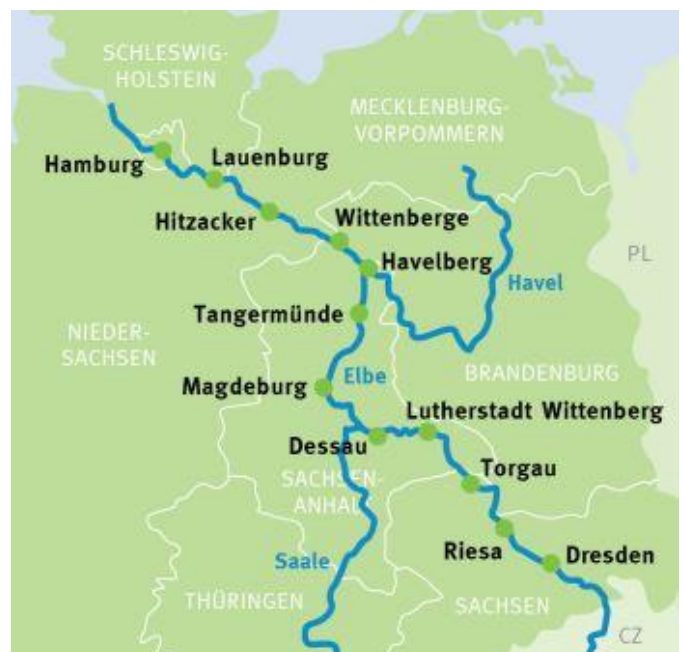 SCHLESWIG-
HOLSTEIN
MECKLENBURG-
VORPOMMERN
Hamburg
Lauenburg
Hitzacker
Wittenberge
Havelberg
PL
Havel
Tangermünde
NIEDER-
SACHSEN
Elbe
BRANDENBURG
Magdeburg
Lutherstadt Wittenberg
Dessau
Torgau
SACHSEN-
ANHALT
Riesa
Dresden
Saale
THÜRINGEN
SACHSEN
CZ